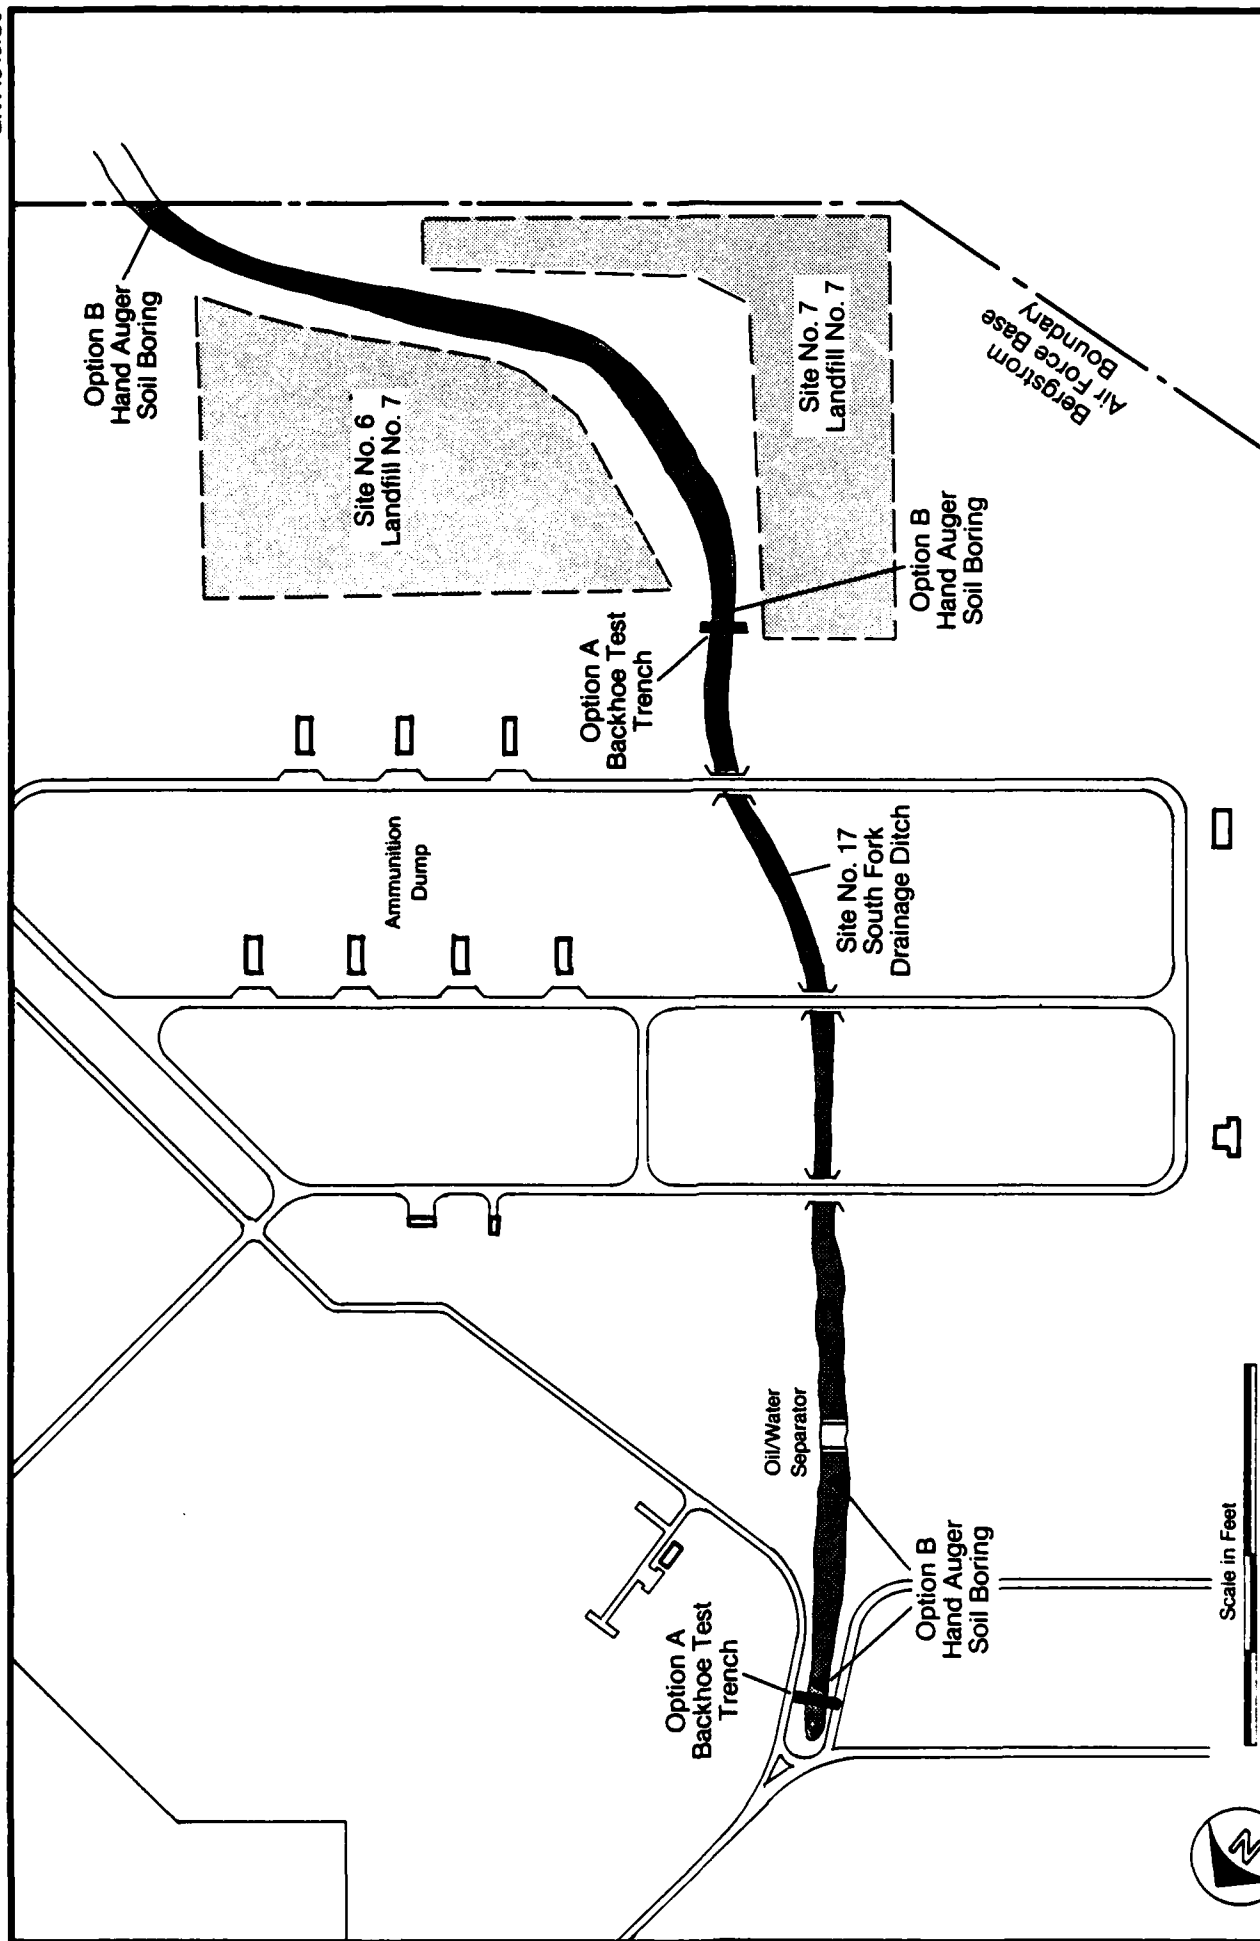 Option B
Hand Auger
Soil Boring
Site No. 6
Landfill No. 7
Site No. 7
Landfill No. 7
Bergstrom
Air Force Base
Boundary
Option B
Hand Auger
Soil Boring
Option A
Backhoe Test
Trench
Ammunition
Dump
Site No. 17
South Fork
Drainage Ditch
Oil/Water
Separator
Option A
Backhoe Test
Trench
Option B
Hand Auger
Soil Boring
Scale in Feet
N